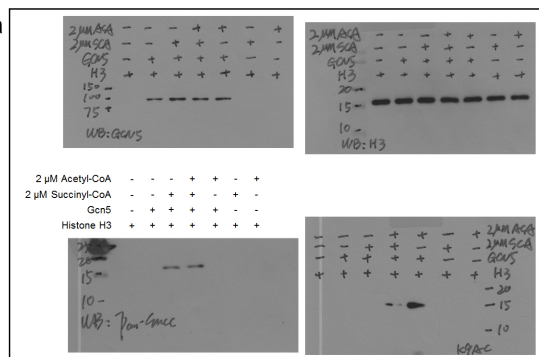 a
2μM ACA - - - + + - +
2μM SCA - - + + - + -
GCN5 - + + + + - -
H3 + + + + + + +
150 -
100 -
75 -
WB: GCN5
2μM ACA - - - + + - +
2μM SCA - - + + - + -
GCN5 - + + + + - -
H3 + + + + + + +
20 -
15 -
10 -
WB: H3
2 μM Acetyl-CoA - - - + + - +
2 μM Succinyl-CoA - - + + - + -
Gcn5 - + + + + - -
Histone H3 + + + + + + +
20 -
15 -
10 -
WB: Pan-Succ
- - - + + - + 2μM ACA
- - + + - + - 2μM SCA
- + + + + - - GCN5
+ + + + + + + H3
- 20
- 15
- 10
K9AC